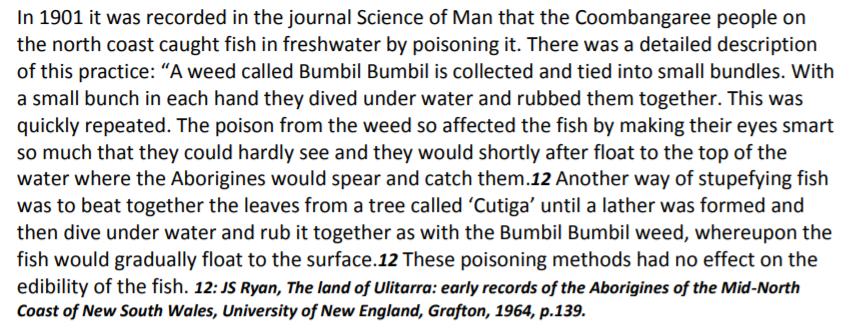 In 1901 it was recorded in the journal Science of Man that the Coombangaree people on
the north coast caught fish in freshwater by poisoning it. There was a detailed description
of this practice: “A weed called Bumbil Bumbil is collected and tied into small bundles. With
a small bunch in each hand they dived under water and rubbed them together. This was
quickly repeated. The poison from the weed so affected the fish by making their eyes smart
so much that they could hardly see and they would shortly after float to the top of the
water where the Aborigines would spear and catch them.12 Another way of stupefying fish
was to beat together the leaves from a tree called ‘Cutiga’ until a lather was formed and
then dive under water and rub it together as with the Bumbil Bumbil weed, whereupon the
fish would gradually float to the surface.12 These poisoning methods had no effect on the
edibility of the fish. 12: JS Ryan, The land of Ulitarra: early records of the Aborigines of the Mid-North
Coast of New South Wales, University of New England, Grafton, 1964, p.139.